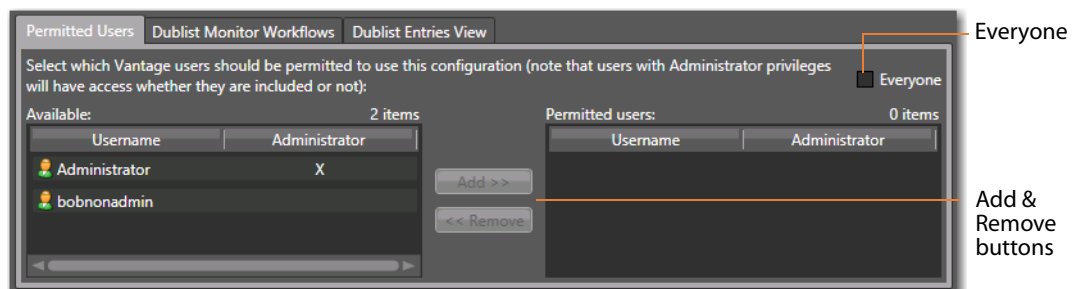 Permitted Users Dublist Monitor Workflows Dublist Entries View
Everyone
Select which Vantage users should be permitted to use this configuration (note that users with Administrator privileges
will have access whether they are included or not):
Everyone
Available: 2 items
Permitted users: 0 items
Username Administrator
Username Administrator
Administrator X
bobnonadmin
Add >>
<< Remove
Add &
Remove
buttons